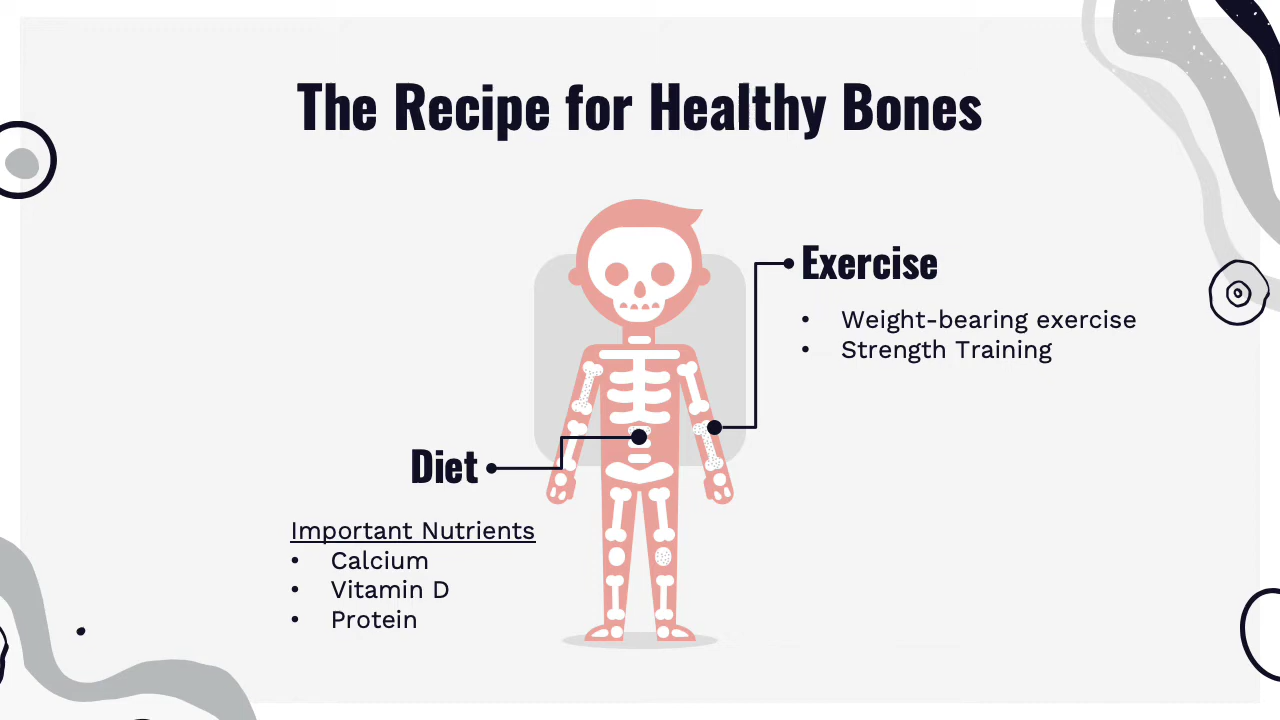 The Recipe for Healthy Bones
Exercise
• Weight-bearing exercise
• Strength Training
Diet
Important Nutrients
• Calcium
• Vitamin D
• Protein